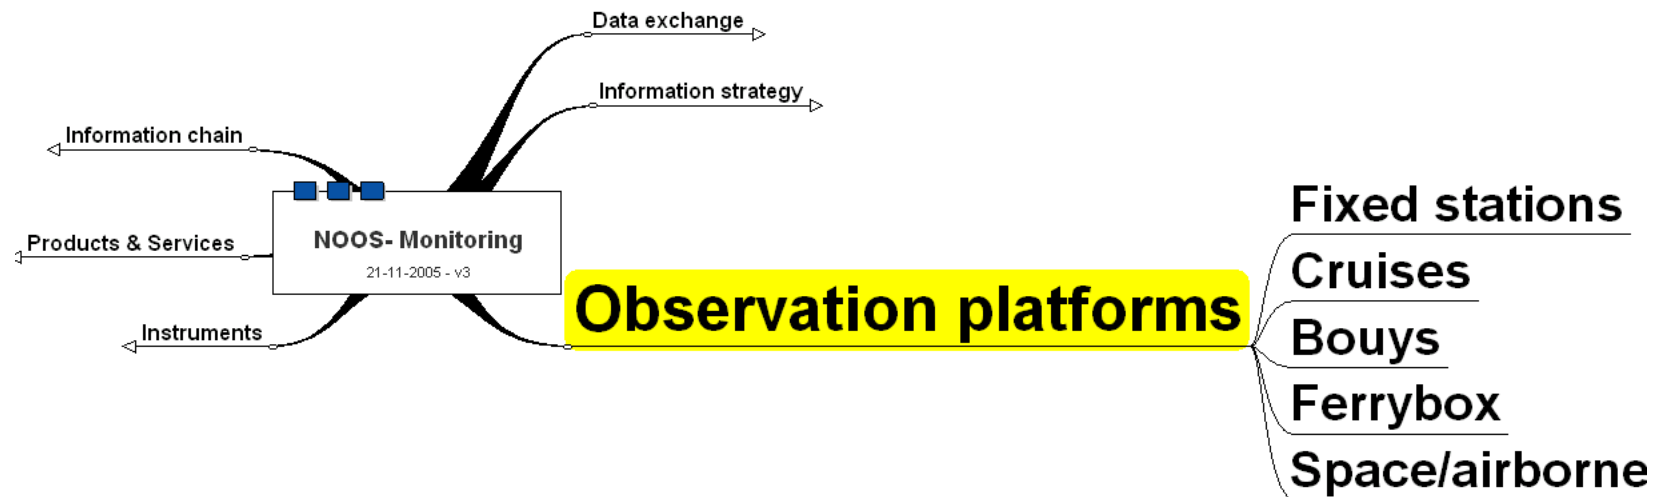 Data exchange
Information strategy
Information chain
Products & Services
NOOS- Monitoring
21-11-2005 - v3
Instruments
Observation platforms
Fixed stations
Cruises
Bouys
Ferrybox
Space/airborne